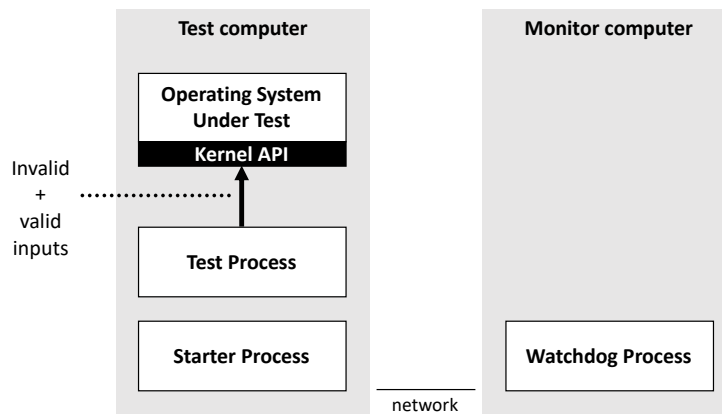 Test computer
Monitor computer
Operating System
Under Test
Kernel API
Invalid
+
valid
inputs
Test Process
Starter Process
Watchdog Process
network